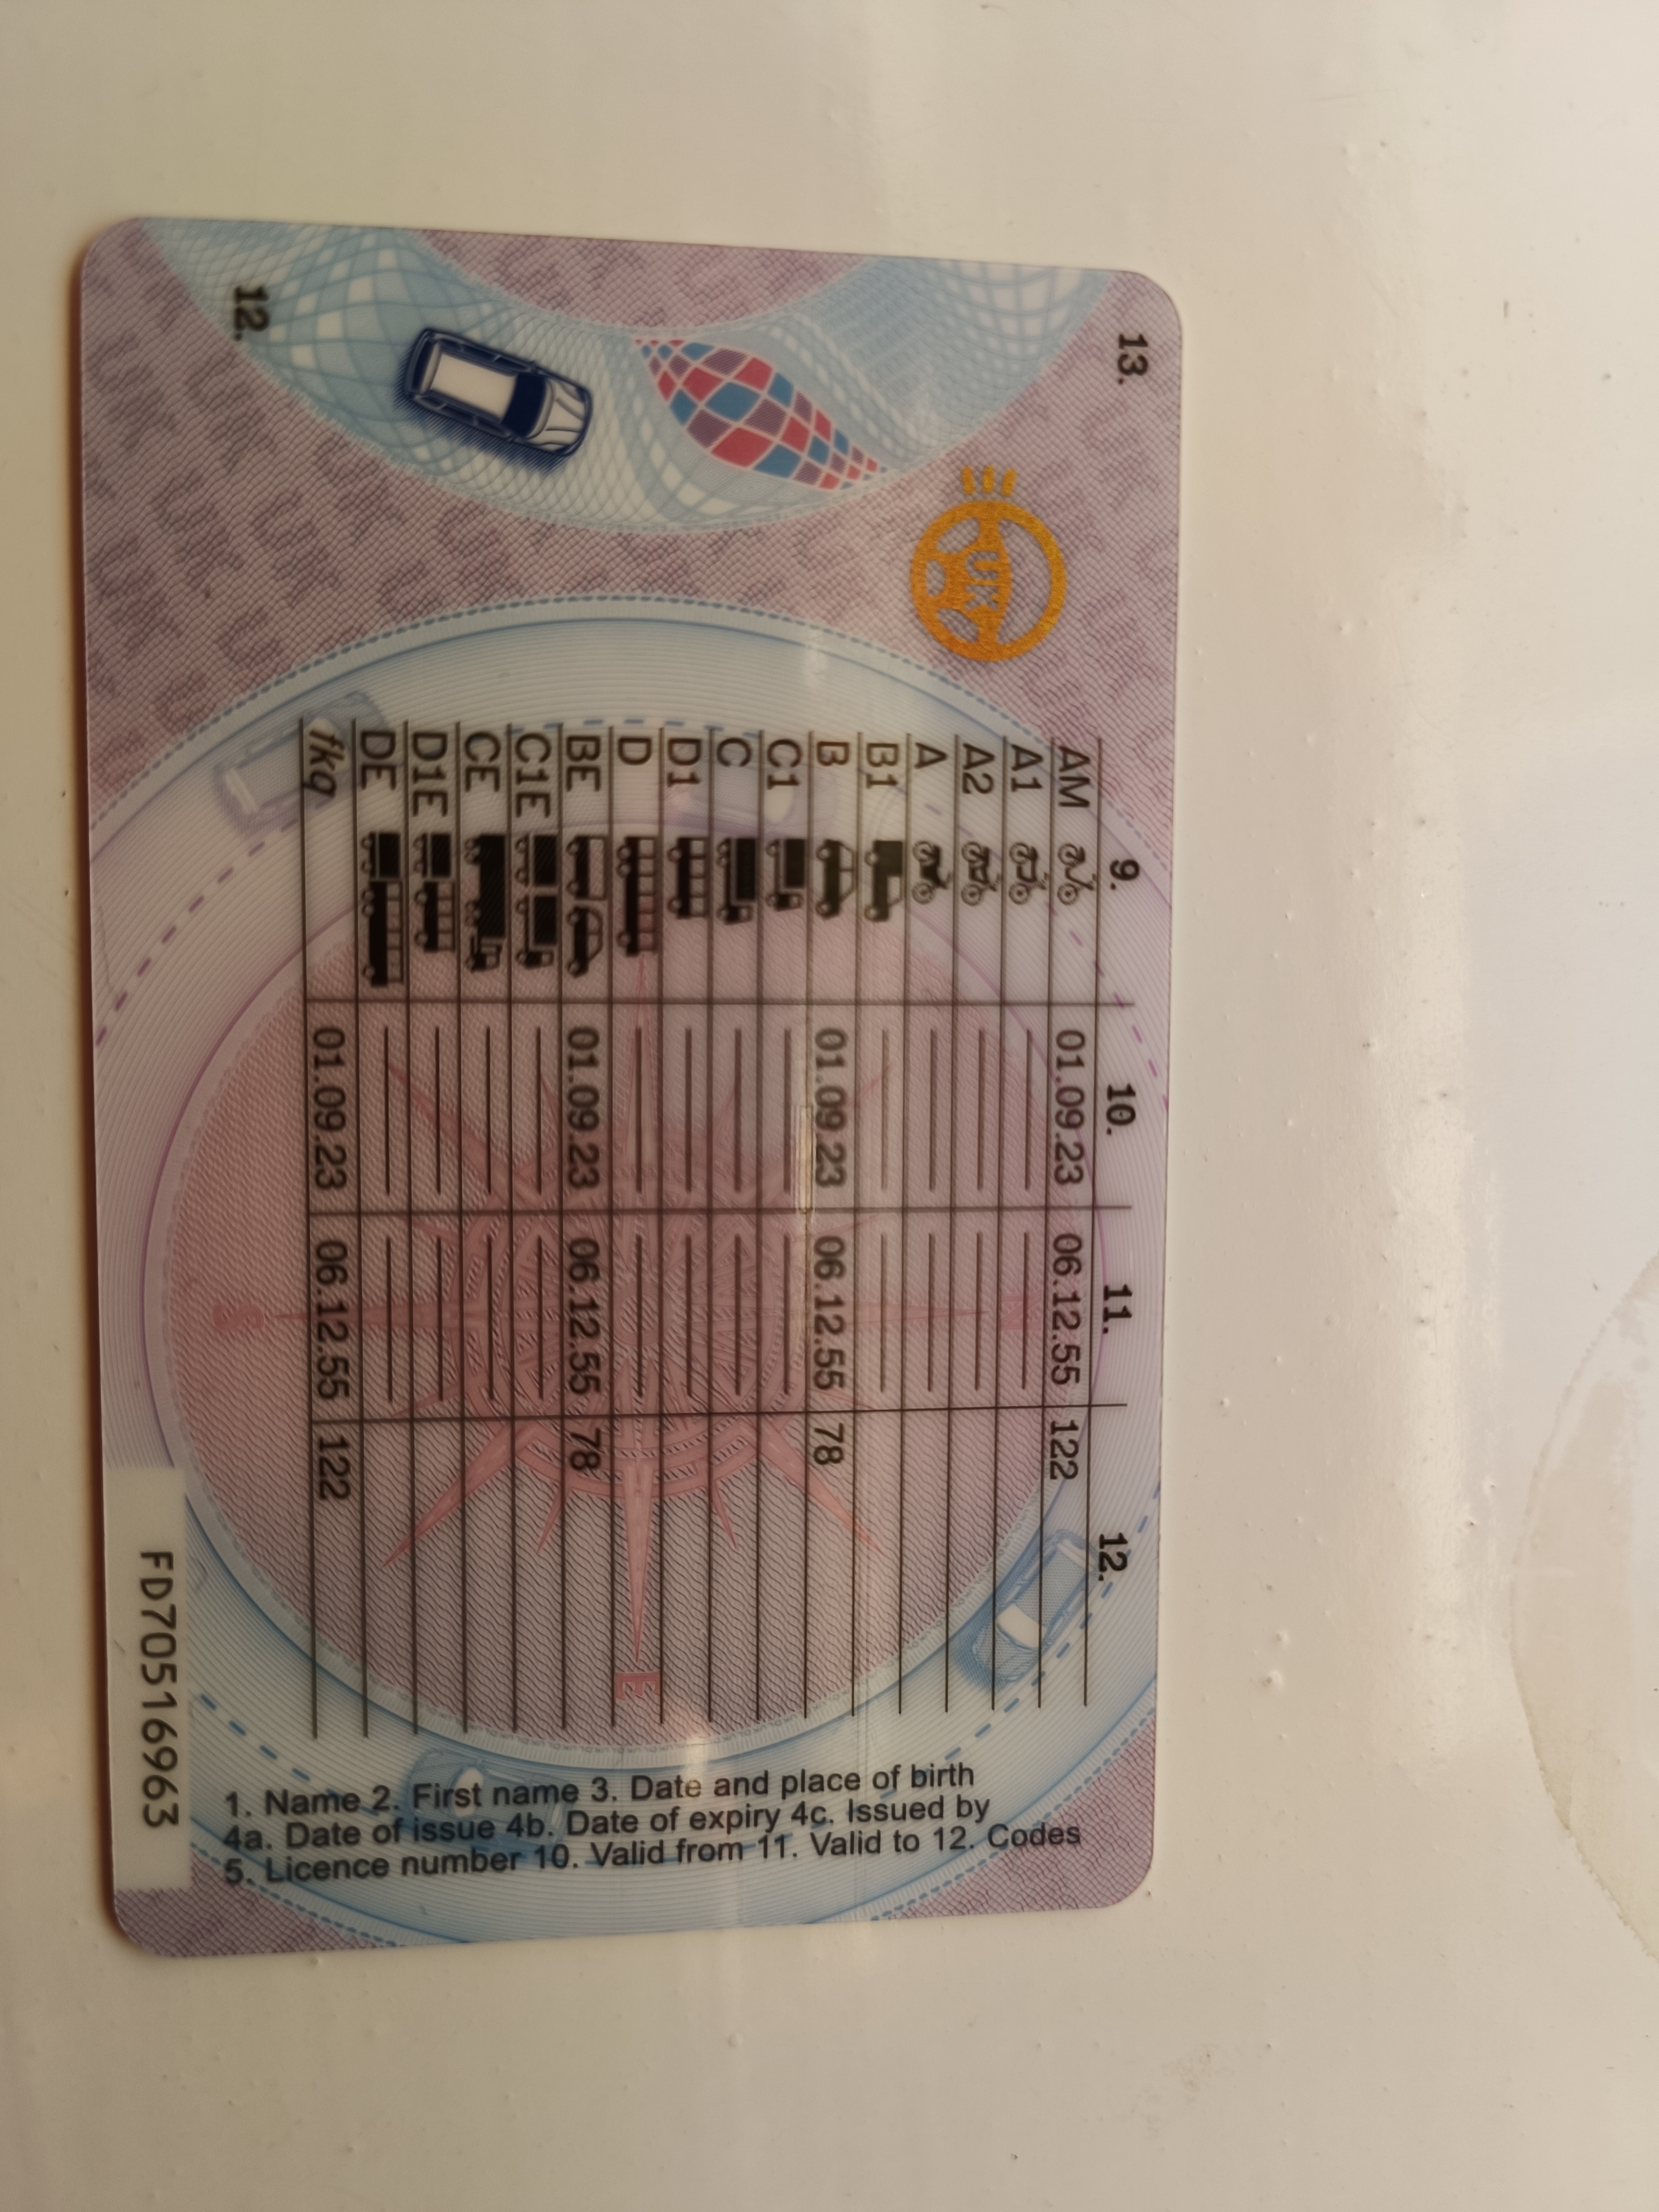 13.
UK
12.
9. 10. 11. 12.
AM 01.09.23 06.12.55 122
A1
A2
A
B1
B 01.09.23 06.12.55 78
C1
C
D1
D
BE 01.09.23 06.12.55 78
C1E
CE
D1E
DE
fkq 01.09.23 06.12.55 122
E
S
1. Name 2. First name 3. Date and place of birth
4a. Date of issue 4b. Date of expiry 4c. Issued by
5. Licence number 10. Valid from 11. Valid to 12. Codes
FD70516963